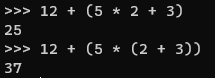 >>> 12 + (5 * 2 + 3)
25
>>> 12 + (5 * (2 + 3))
37